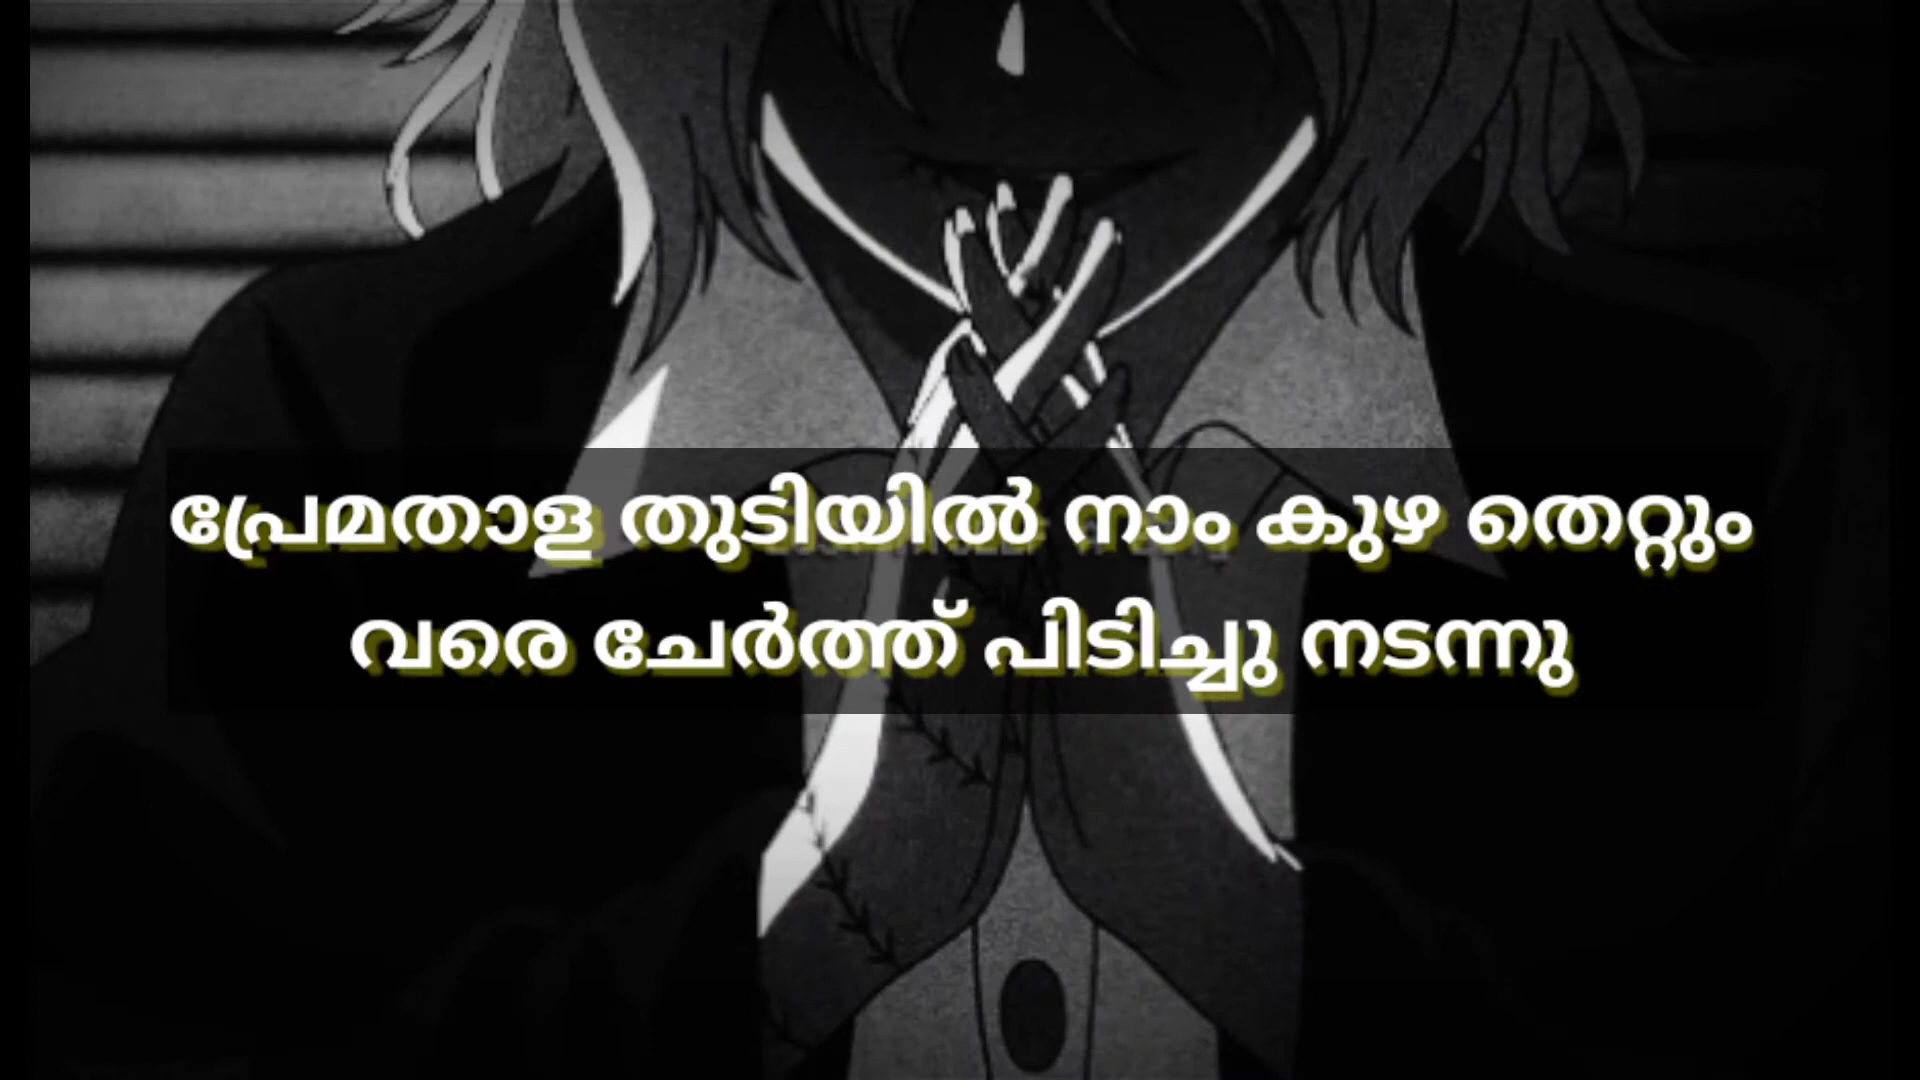 പ്രേമതാള തുടിയിൽ നാം കുഴ തെറ്റും
വരെ ചേർത്ത് പിടിച്ചു നടന്നു